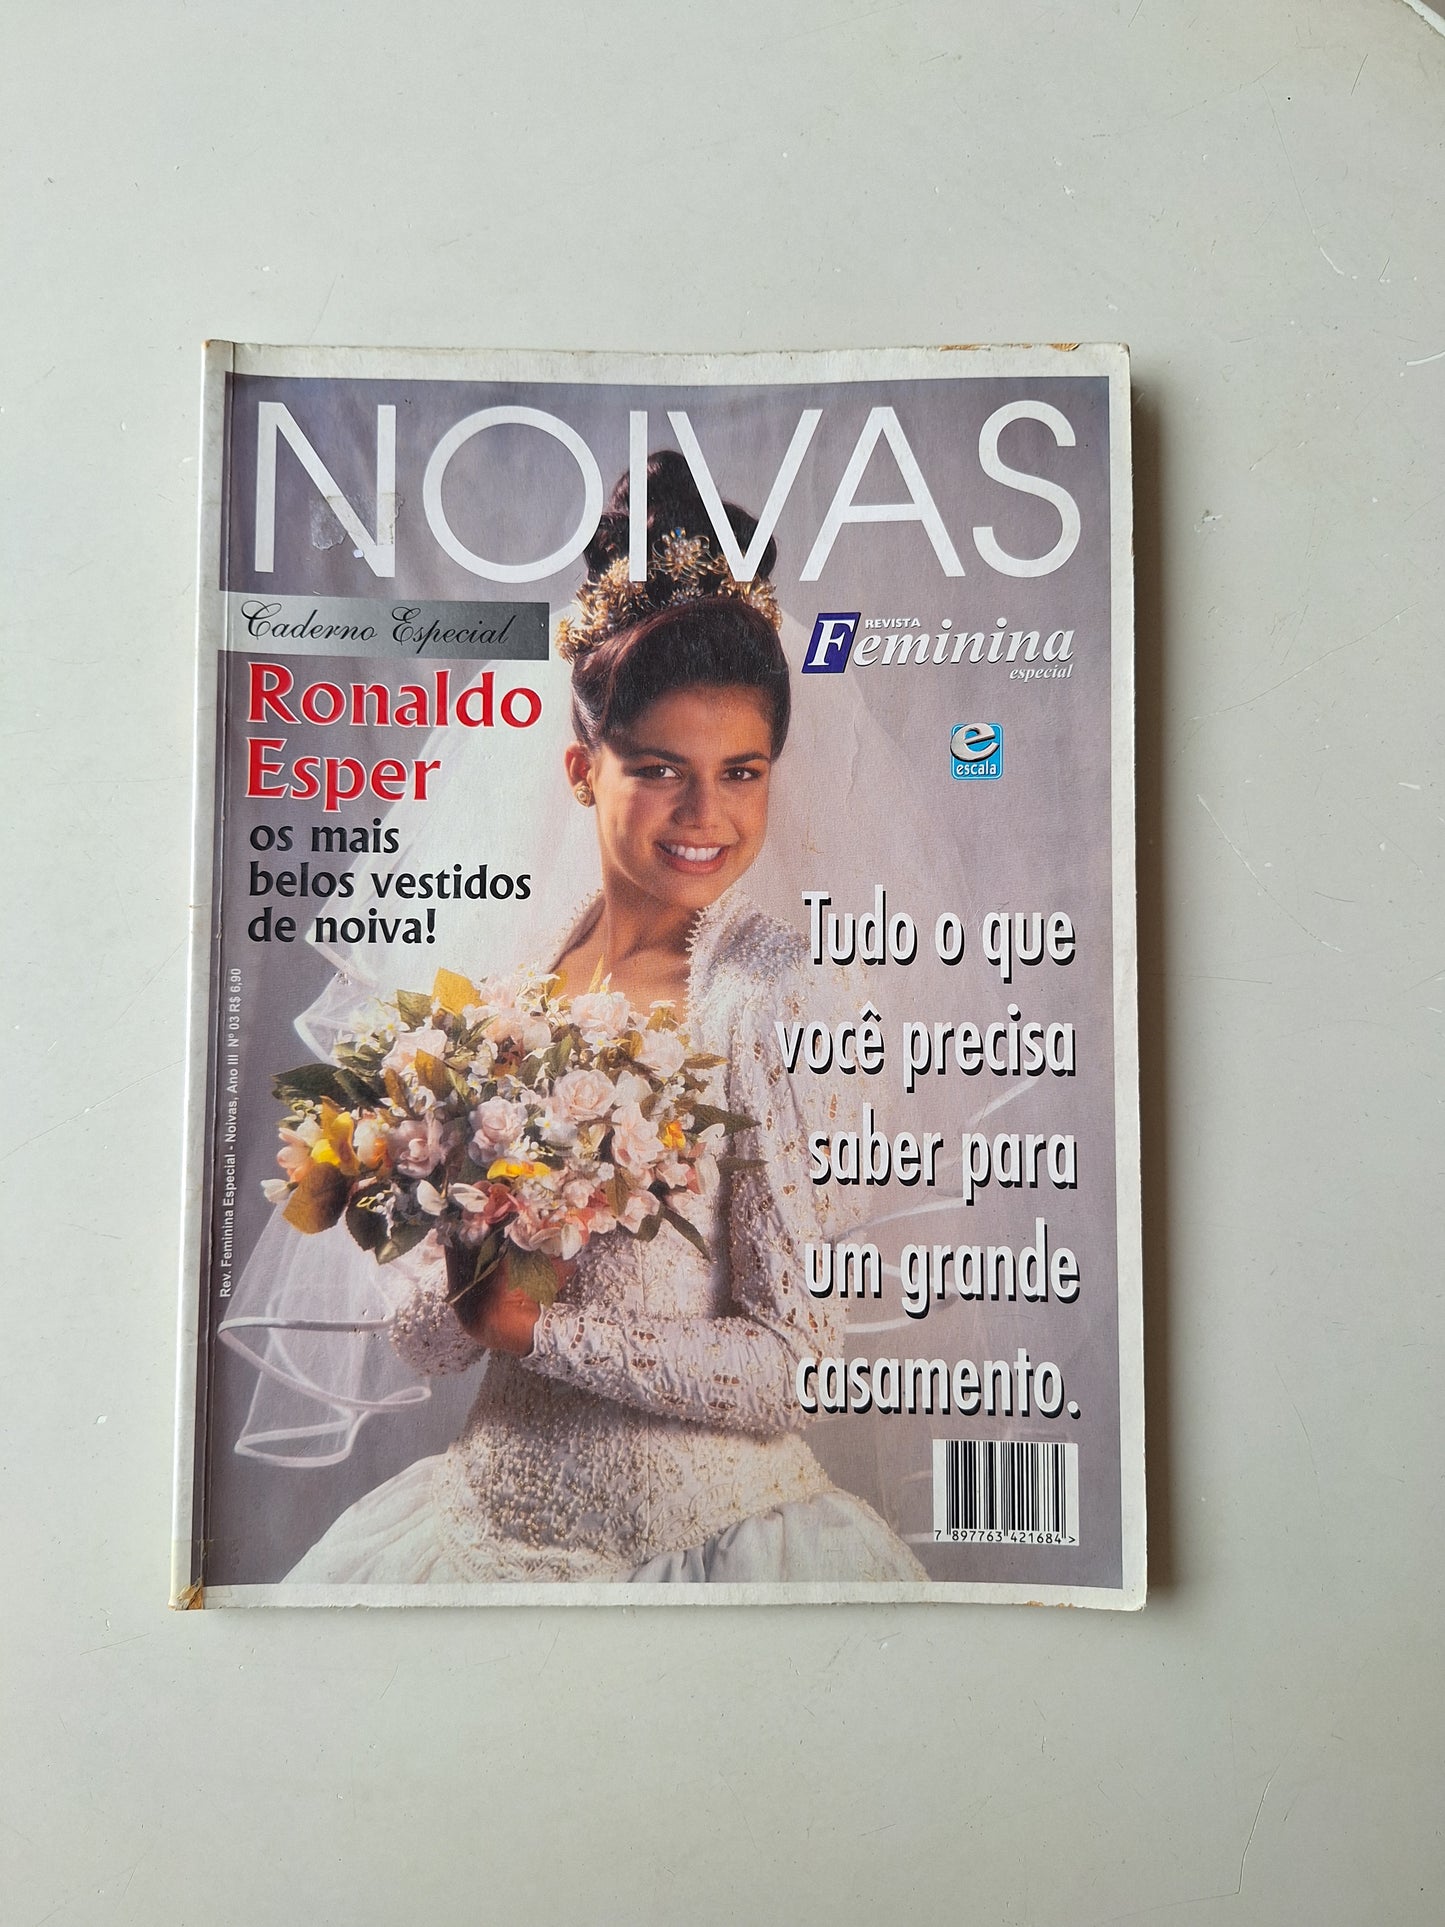 NOIVAS
Caderno Especial
Ronaldo
Esper
os mais
belos vestidos
de noiva!
REVISTA
Feminina
especial
e
escala
Tudo o que
você precisa
saber para
um grande
casamento.
Rev. Feminina Especial - Noivas, Ano III Nº 03 R$ 6,90
7 897763 421684 >